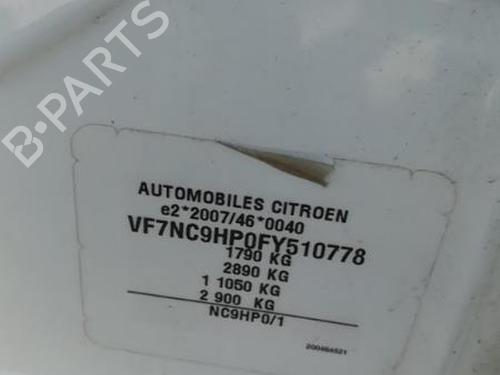 B-PARTS
AUTOMOBILES CITROEN
e2*2007/46*0040
VF7NC9HP0FY510778
1790 KG
2890 KG
1 1050 KG
2 900 KG
NC9HP0/1
200464521